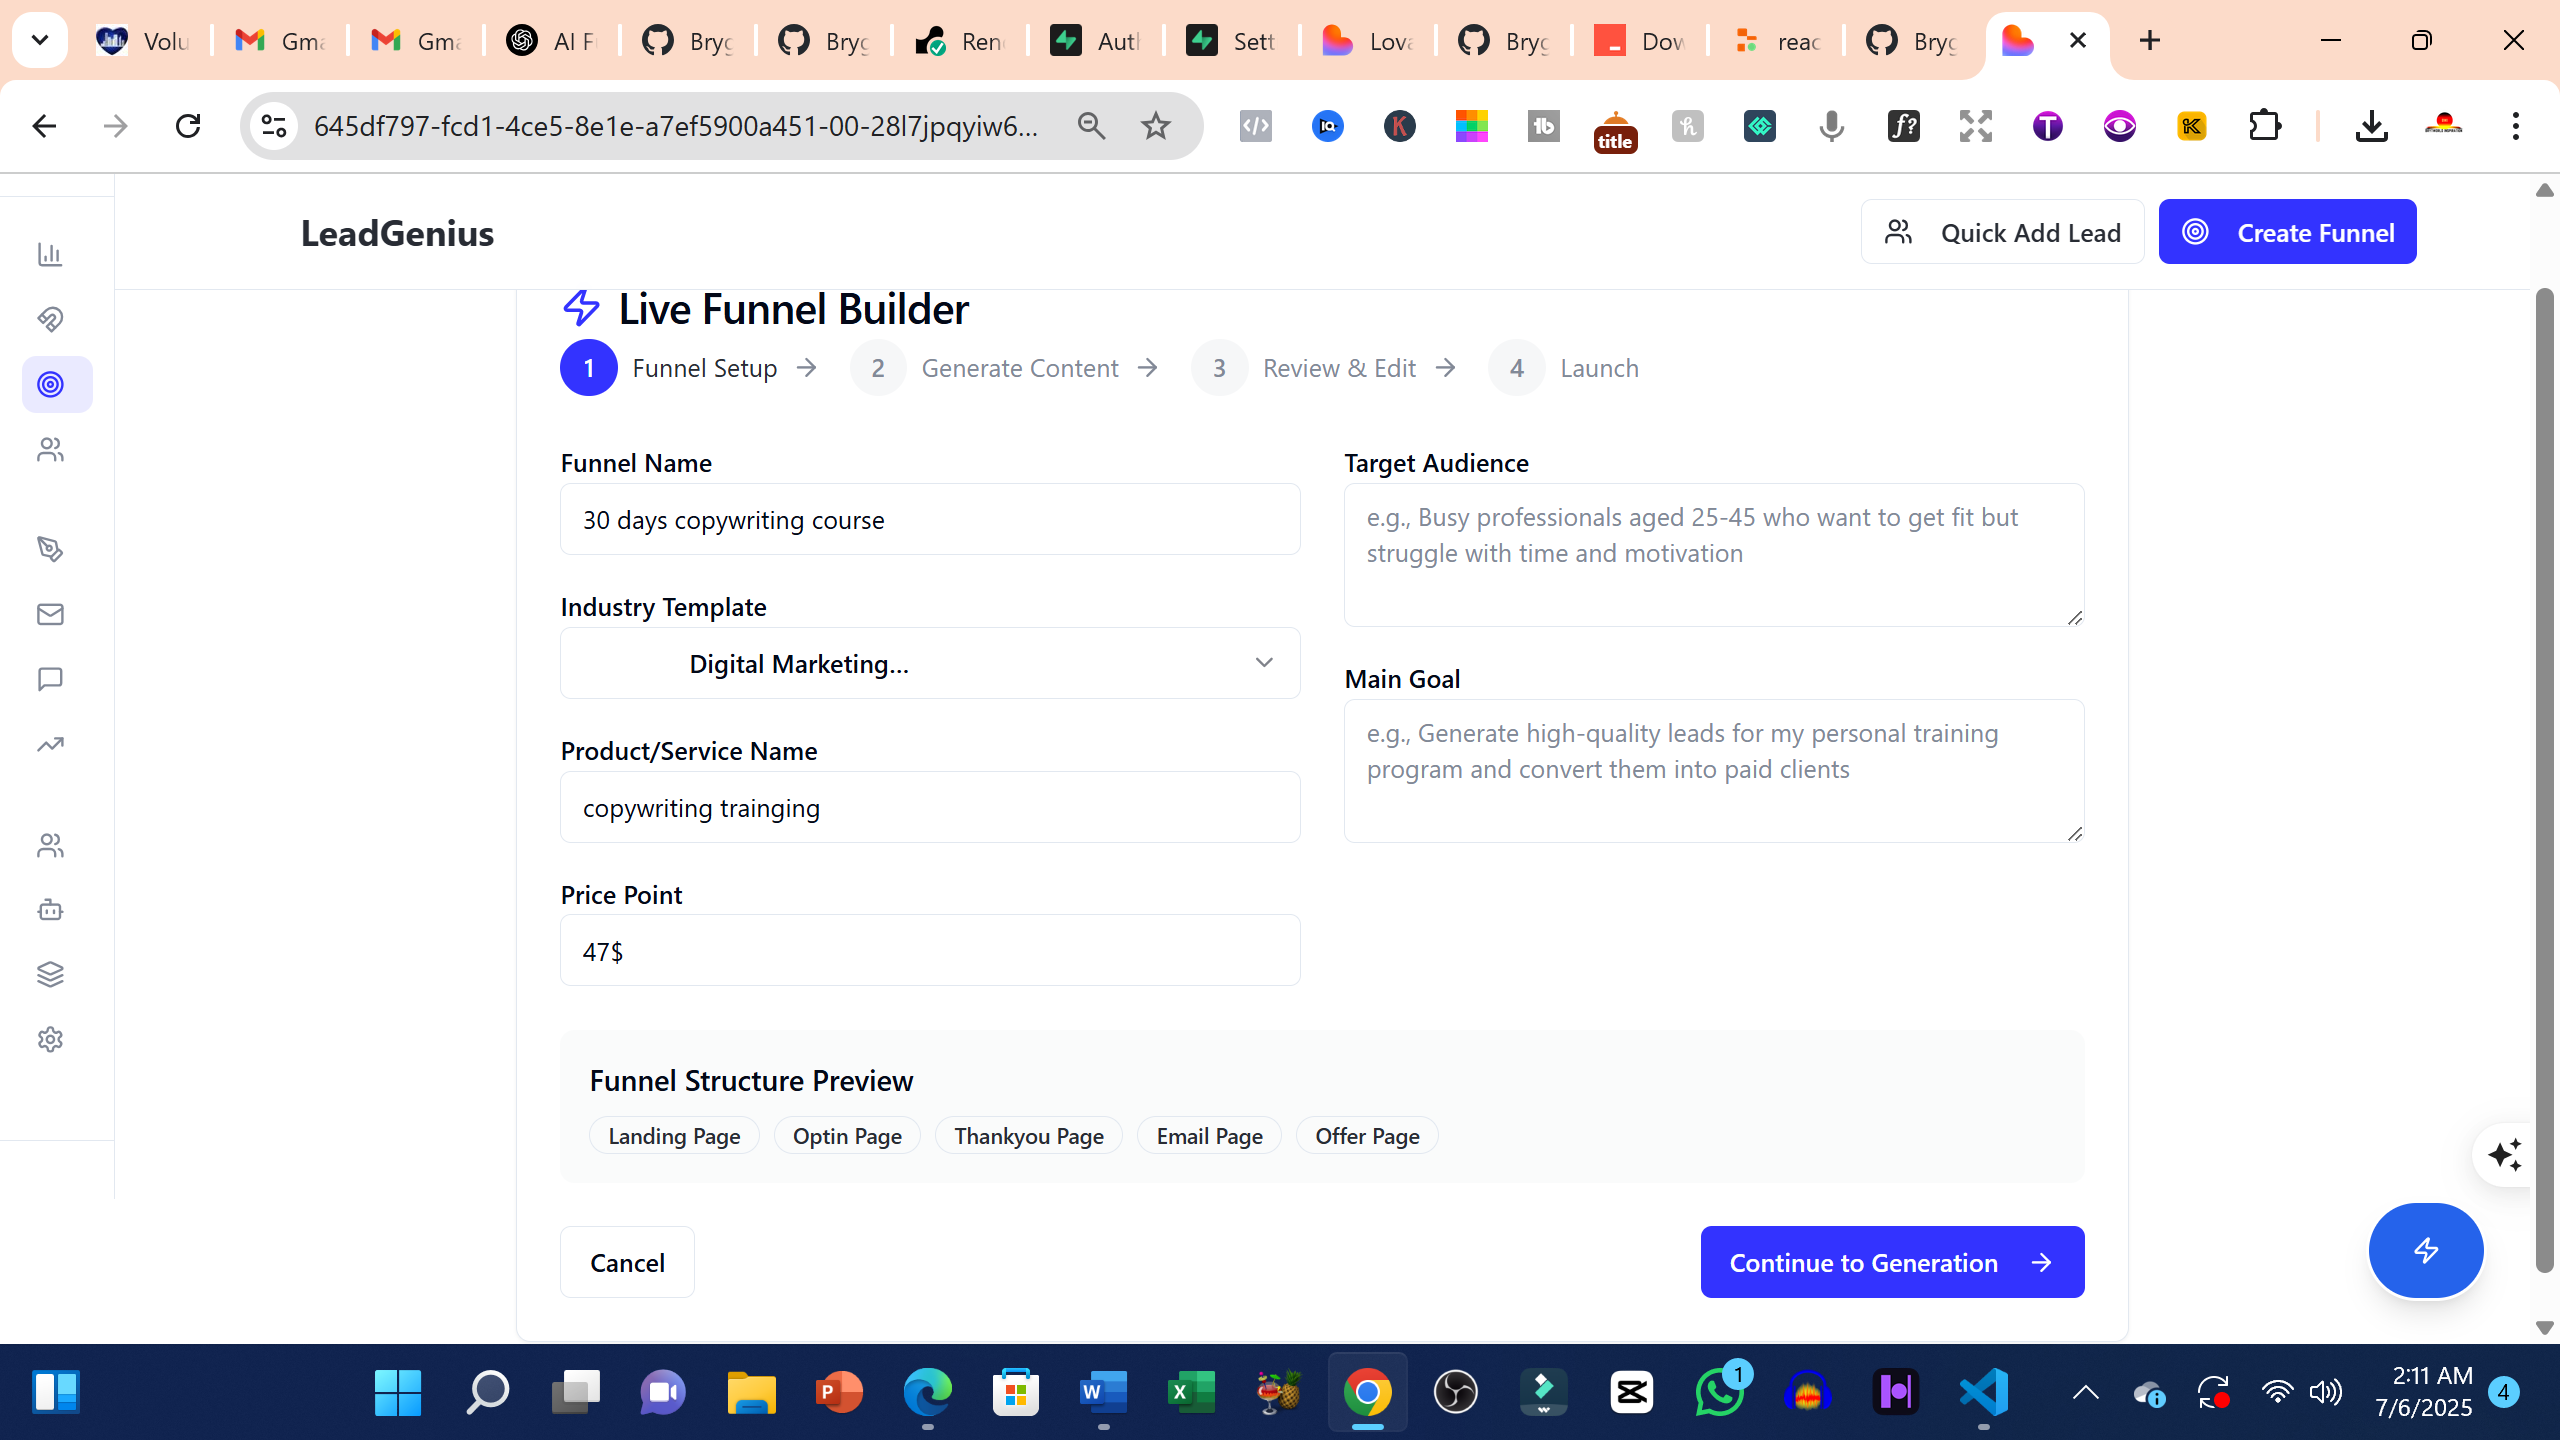 Volu
Gma
Gma
AI F
Bryg
Bryg
Ren
Auth
Sett
Lova
Bryg
Dow
reac
Bryg
645df797-fcd1-4ce5-8e1e-a7ef5900a451-00-28l7jpqyiw6...
title
LeadGenius
Quick Add Lead
Create Funnel
Live Funnel Builder
1 Funnel Setup
2 Generate Content
3 Review & Edit
4 Launch
Funnel Name
30 days copywriting course
Industry Template
Digital Marketing...
Product/Service Name
copywriting trainging
Price Point
47$
Target Audience
e.g., Busy professionals aged 25-45 who want to get fit but
struggle with time and motivation
Main Goal
e.g., Generate high-quality leads for my personal training
program and convert them into paid clients
Funnel Structure Preview
Landing Page
Optin Page
Thankyou Page
Email Page
Offer Page
Cancel
Continue to Generation
1
2:11 AM
7/6/2025
4